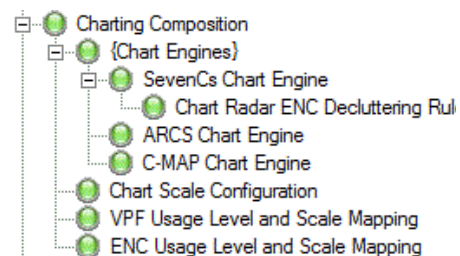 Charting Composition
{Chart Engines}
SevenCs Chart Engine
Chart Radar ENC Decluttering
ARCS Chart Engine
C-MAP Chart Engine
Chart Scale Configuration
VPF Usage Level and Scale Mapping
ENC Usage Level and Scale Mapping